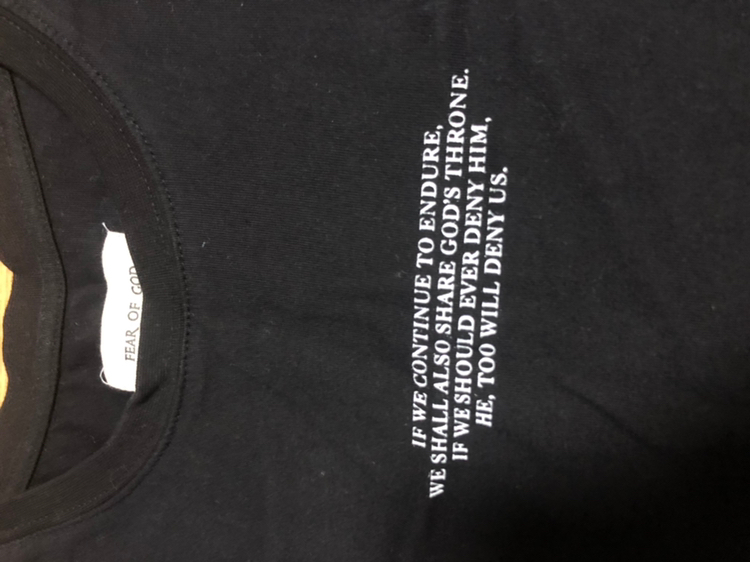 FEAR OF GOD
IF WE CONTINUE TO ENDURE,
WE SHALL ALSO SHARE GOD'S THRONE.
IF WE SHOULD EVER DENY HIM,
HE, TOO WILL DENY US.